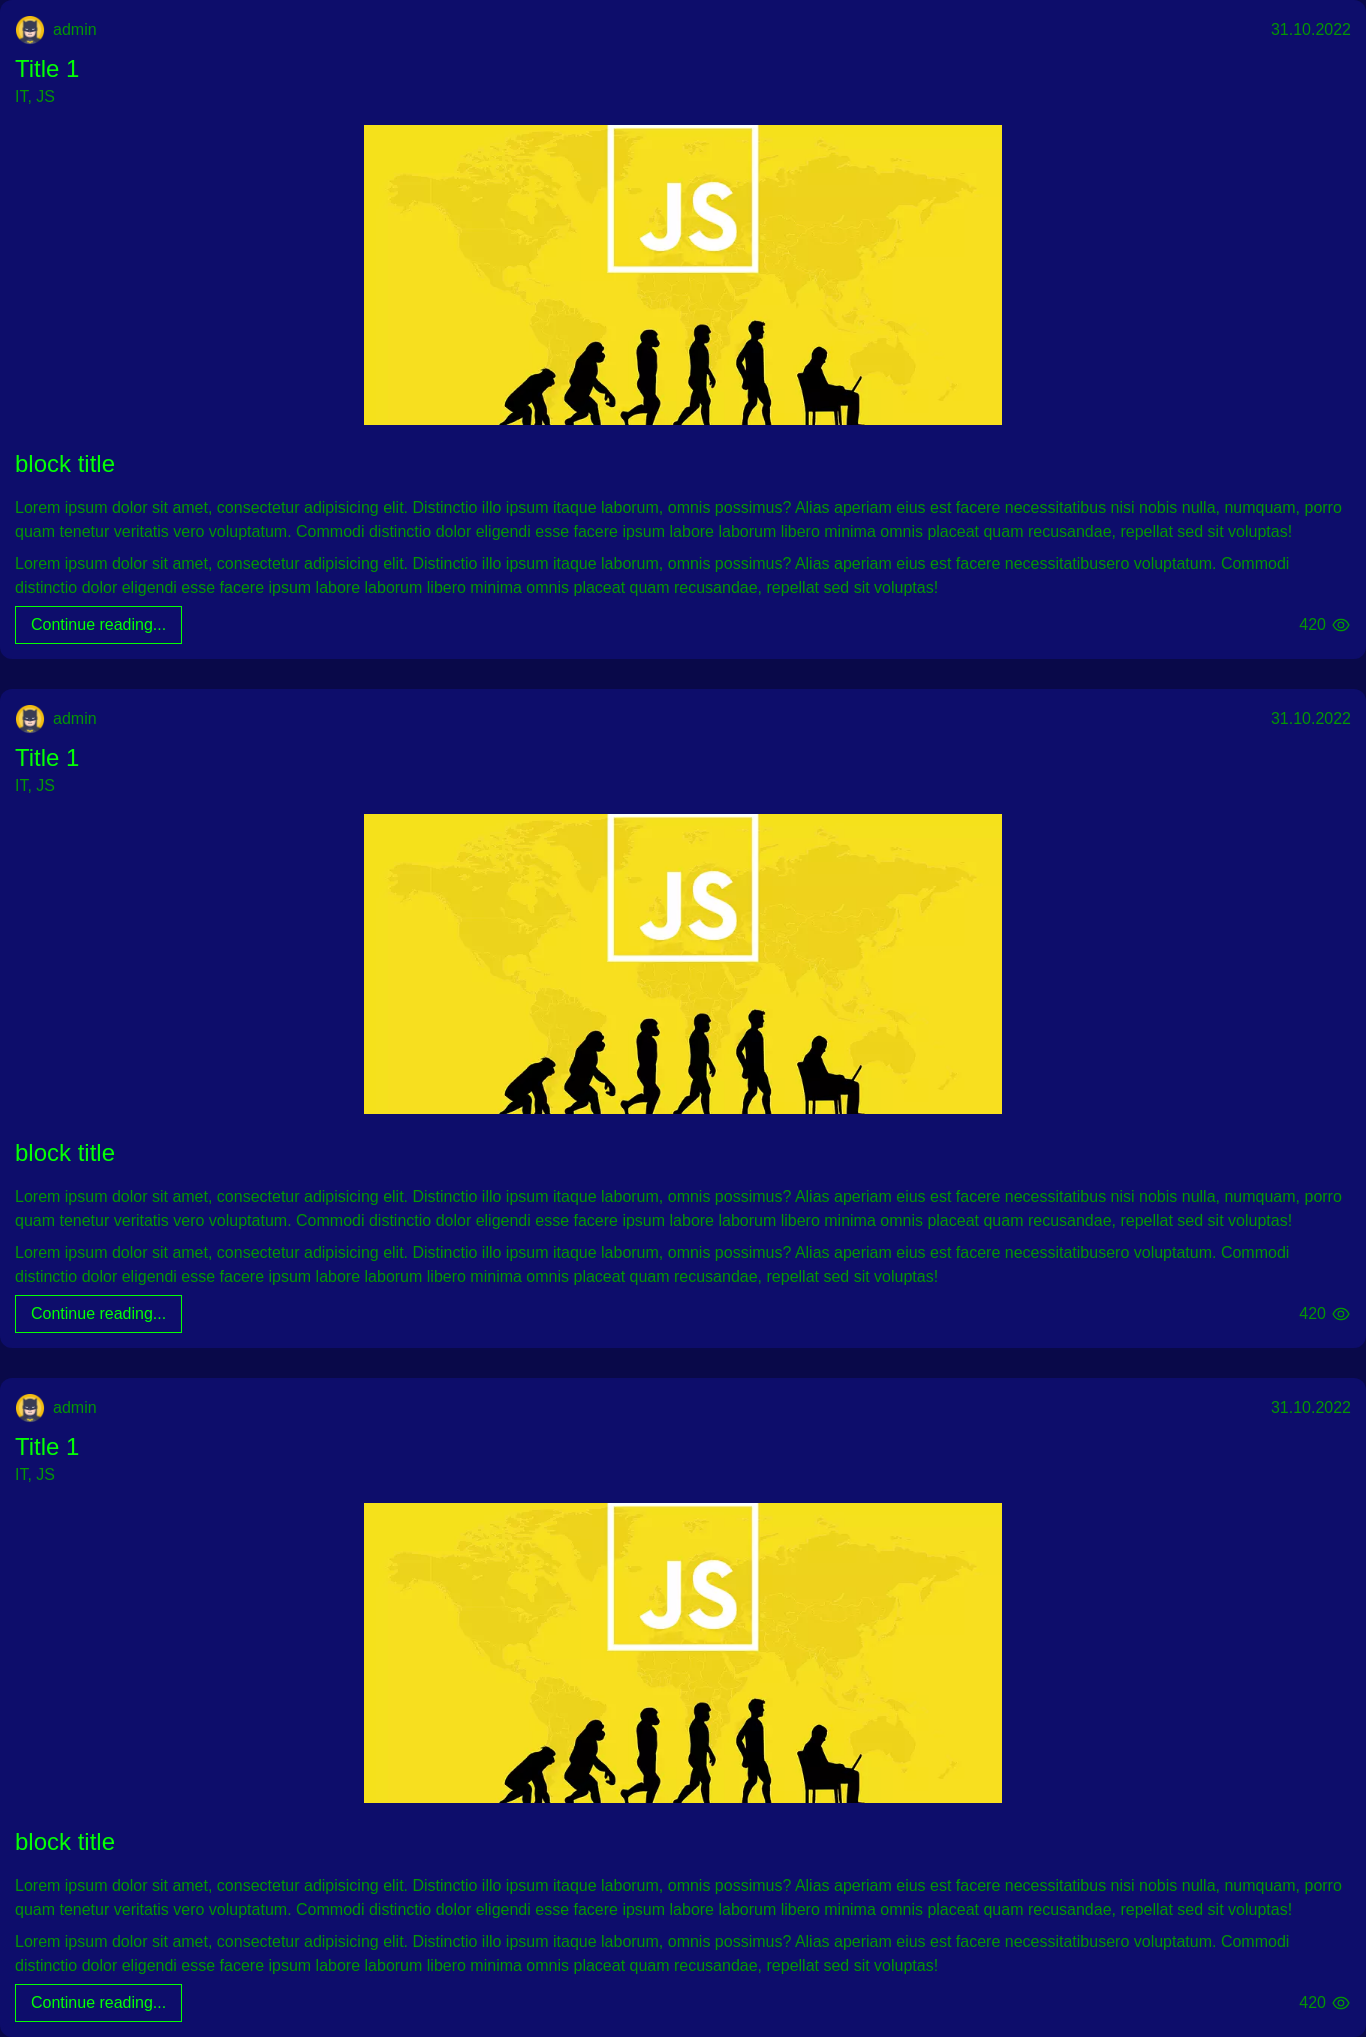 admin
31.10.2022
Title 1
IT, JS
JS
block title
Lorem ipsum dolor sit amet, consectetur adipisicing elit. Distinctio illo ipsum itaque laborum, omnis possimus? Alias aperiam eius est facere necessitatibus nisi nobis nulla, numquam, porro
quam tenetur veritatis vero voluptatum. Commodi distinctio dolor eligendi esse facere ipsum labore laborum libero minima omnis placeat quam recusandae, repellat sed sit voluptas!
Lorem ipsum dolor sit amet, consectetur adipisicing elit. Distinctio illo ipsum itaque laborum, omnis possimus? Alias aperiam eius est facere necessitatibusero voluptatum. Commodi
distinctio dolor eligendi esse facere ipsum labore laborum libero minima omnis placeat quam recusandae, repellat sed sit voluptas!
Continue reading...
420
admin
31.10.2022
Title 1
IT, JS
JS
block title
Lorem ipsum dolor sit amet, consectetur adipisicing elit. Distinctio illo ipsum itaque laborum, omnis possimus? Alias aperiam eius est facere necessitatibus nisi nobis nulla, numquam, porro
quam tenetur veritatis vero voluptatum. Commodi distinctio dolor eligendi esse facere ipsum labore laborum libero minima omnis placeat quam recusandae, repellat sed sit voluptas!
Lorem ipsum dolor sit amet, consectetur adipisicing elit. Distinctio illo ipsum itaque laborum, omnis possimus? Alias aperiam eius est facere necessitatibusero voluptatum. Commodi
distinctio dolor eligendi esse facere ipsum labore laborum libero minima omnis placeat quam recusandae, repellat sed sit voluptas!
Continue reading...
420
admin
31.10.2022
Title 1
IT, JS
JS
block title
Lorem ipsum dolor sit amet, consectetur adipisicing elit. Distinctio illo ipsum itaque laborum, omnis possimus? Alias aperiam eius est facere necessitatibus nisi nobis nulla, numquam, porro
quam tenetur veritatis vero voluptatum. Commodi distinctio dolor eligendi esse facere ipsum labore laborum libero minima omnis placeat quam recusandae, repellat sed sit voluptas!
Lorem ipsum dolor sit amet, consectetur adipisicing elit. Distinctio illo ipsum itaque laborum, omnis possimus? Alias aperiam eius est facere necessitatibusero voluptatum. Commodi
distinctio dolor eligendi esse facere ipsum labore laborum libero minima omnis placeat quam recusandae, repellat sed sit voluptas!
Continue reading...
420